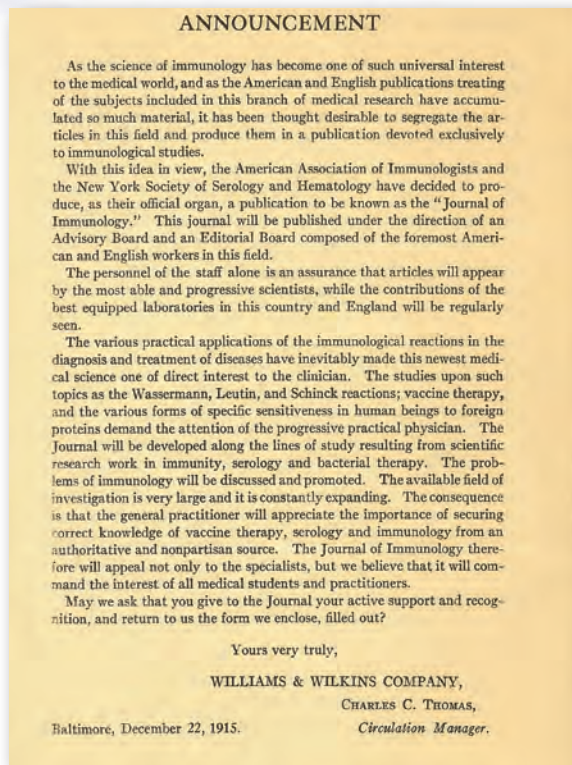 ANNOUNCEMENT
As the science of immunology has become one of such universal interest
to the medical world, and as the American and English publications treating
of the subjects included in this branch of medical research have accumu-
lated so much material, it has been thought desirable to segregate the ar-
ticles in this field and produce them in a publication devoted exclusively
to immunological studies.
With this idea in view, the American Association of Immunologists and
the New York Society of Serology and Hematology have decided to pro-
duce, as their official organ, a publication to be known as the “Journal of
Immunology.” This journal will be published under the direction of an
Advisory Board and an Editorial Board composed of the foremost Ameri-
can and English workers in this field.
The personnel of the staff alone is an assurance that articles will appear
by the most able and progressive scientists, while the contributions of the
best equipped laboratories in this country and England will be regularly
seen.
The various practical applications of the immunological reactions in the
diagnosis and treatment of diseases have inevitably made this newest medi-
cal science one of direct interest to the clinician. The studies upon such
topics as the Wassermann, Leutin, and Schinck reactions; vaccine therapy,
and the various forms of specific sensitiveness in human beings to foreign
proteins demand the attention of the progressive practical physician. The
Journal will be developed along the lines of study resulting from scientific
research work in immunity, serology and bacterial therapy. The prob-
lems of immunology will be discussed and promoted. The available field of
investigation is very large and it is constantly expanding. The consequence
is that the general practitioner will appreciate the importance of securing
correct knowledge of vaccine therapy, serology and immunology from an
authoritative and nonpartisan source. The Journal of Immunology there-
fore will appeal not only to the specialists, but we believe that it will com-
mand the interest of all medical students and practitioners.
May we ask that you give to the Journal your active support and recog-
nition, and return to us the form we enclose, filled out?
Yours very truly,
WILLIAMS & WILKINS COMPANY,
CHARLES C. THOMAS,
Baltimore, December 22, 1915. Circulation Manager.